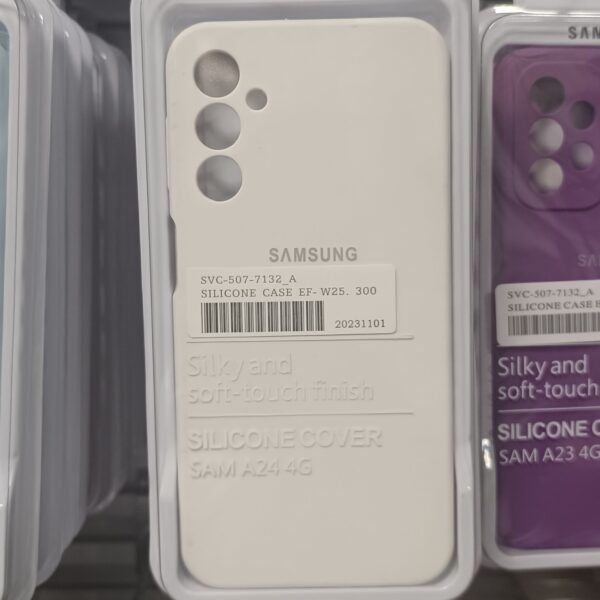 SAMSUNG
SVC-507-7132_A
SILICONE CASE EF- W25. 300
20231101
Silky and
soft-touch finish
SILICONE COVER
SAM A24 4G
SAM
SA
SVC-507-7132_A
SILICONE CASE E
Silky and
soft-touch
SILICONE C
SAM A23 4G